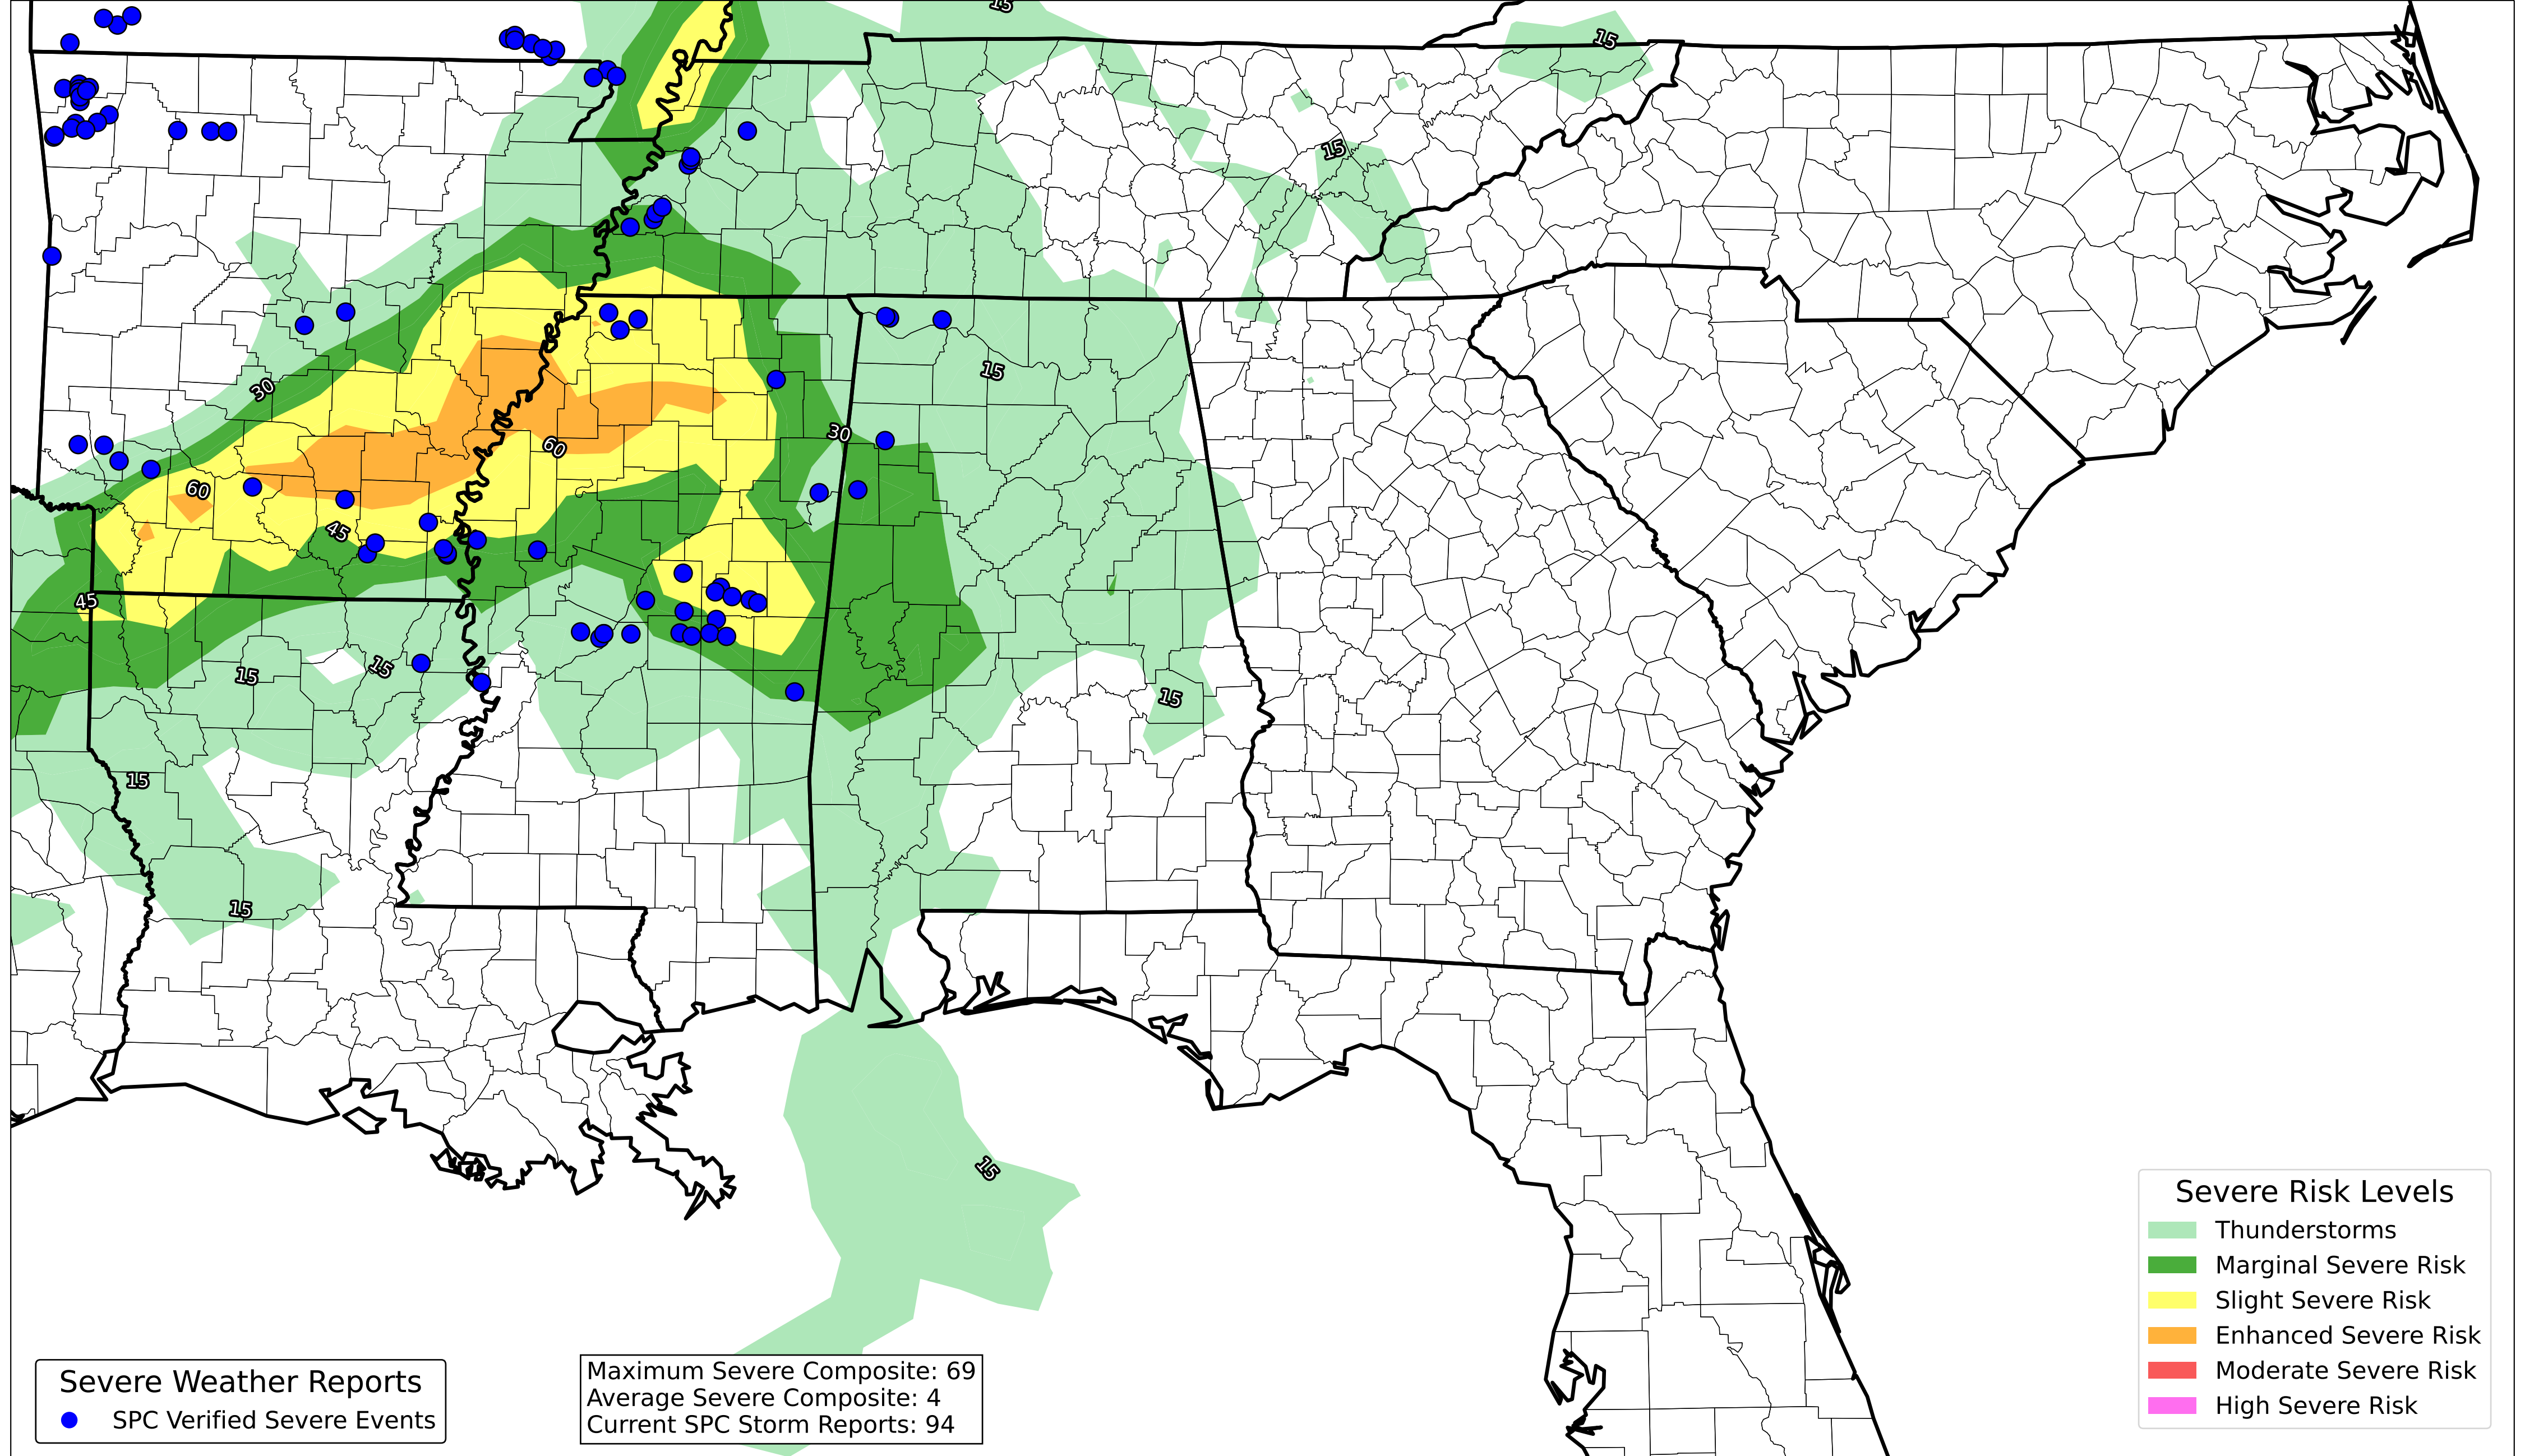 15
15
15
15
30
30
60
60
45
45
15
15
15
15
15
15
Severe Weather Reports
SPC Verified Severe Events
Maximum Severe Composite: 69
Average Severe Composite: 4
Current SPC Storm Reports: 94
Severe Risk Levels
Thunderstorms
Marginal Severe Risk
Slight Severe Risk
Enhanced Severe Risk
Moderate Severe Risk
High Severe Risk